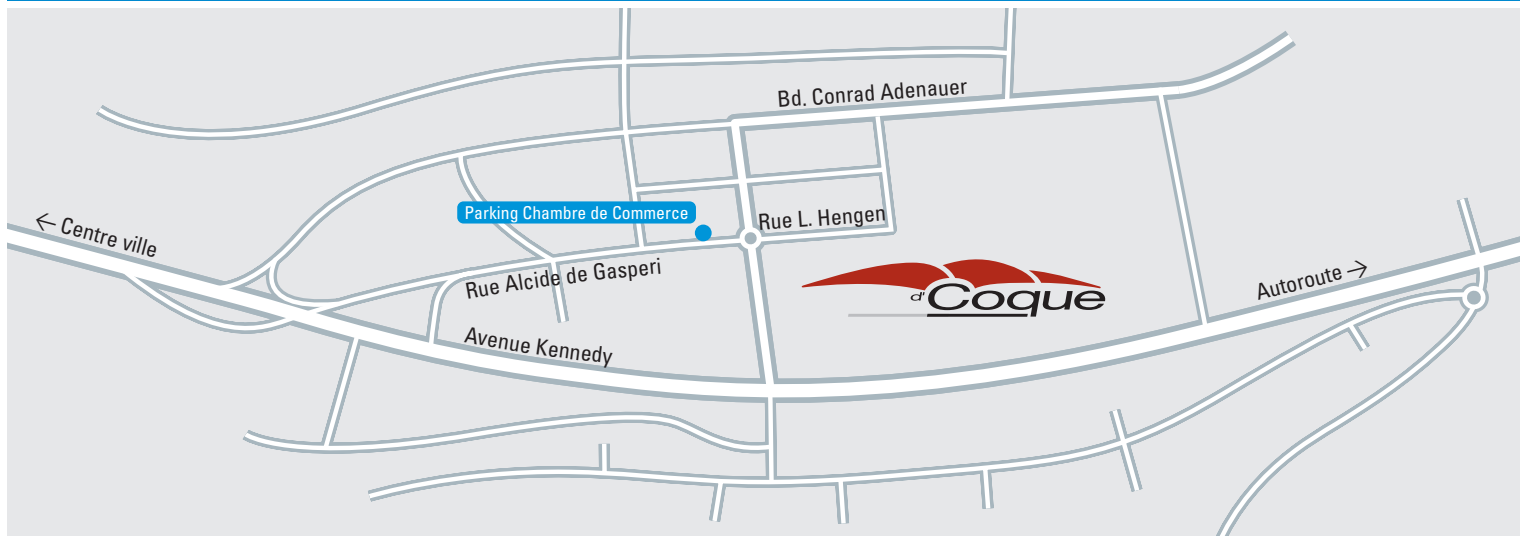 Bd. Conrad Adenauer
Parking Chambre de Commerce
Rue L. Hengen
← Centre ville
Rue Alcide de Gasperi
Autoroute →
d'Coque
Avenue Kennedy